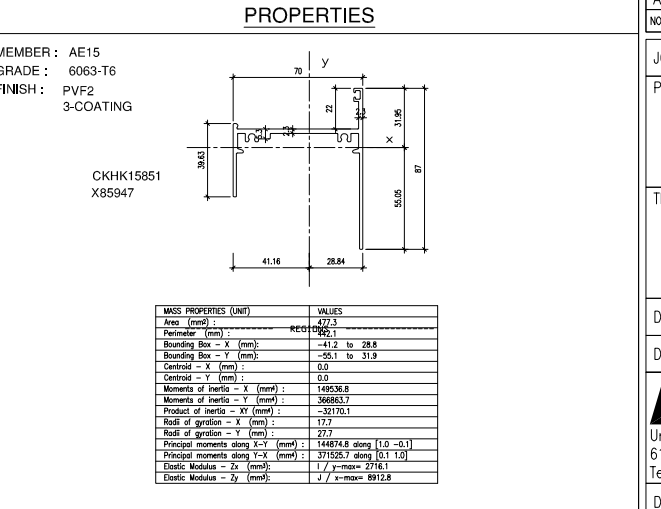 PROPERTIES
MEMBER : AE15
GRADE : 6063-T6
FINISH : PVF2
3-COATING
CKHK15851
X85947
y
70
22
31.95
x
39.63
87
55.05
41.16
28.84
MASS PROPERTIES (UNIT) VALUES
Area (mm²) : 477.3
REGIONS
Perimeter (mm) : 442.1
Bounding Box - X (mm): -41.2 to 28.8
Bounding Box - Y (mm): -55.1 to 31.9
Centroid - X (mm) : 0.0
Centroid - Y (mm) : 0.0
Moments of inertia - X (mm⁴) : 149536.8
Moments of inertia - Y (mm⁴) : 366863.7
Product of inertia - XY (mm⁴) : -32170.1
Radii of gyration - X (mm) : 17.7
Radii of gyration - Y (mm) : 27.7
Principal moments along X-Y (mm⁴) : 144874.8 along [1.0 -0.1]
Principal moments along Y-X (mm⁴) : 371525.7 along [0.1 1.0]
Elastic Modulus - Zx (mm³): I / y-max= 2716.1
Elastic Modulus - Zy (mm³): J / x-max= 8912.8